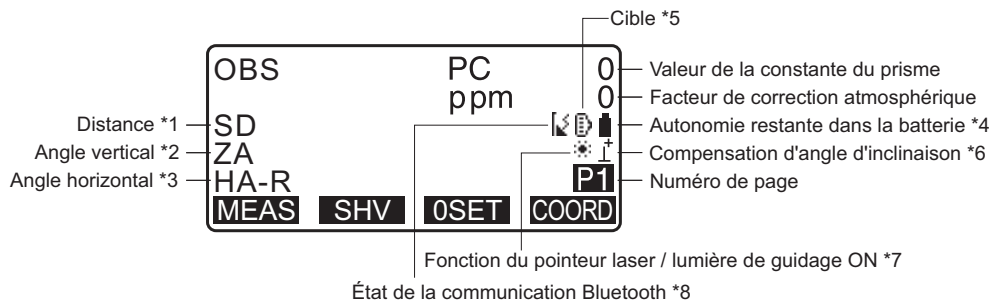 Cible *5
OBS PC 0 Valeur de la constante du prisme
ppm 0 Facteur de correction atmosphérique
Distance *1 SD Autonomie restante dans la batterie *4
Angle vertical *2 ZA Compensation d'angle d'inclinaison *6
Angle horizontal *3 HA-R P1 Numéro de page
MEAS SHV 0SET COORD
Fonction du pointeur laser / lumière de guidage ON *7
État de la communication Bluetooth *8